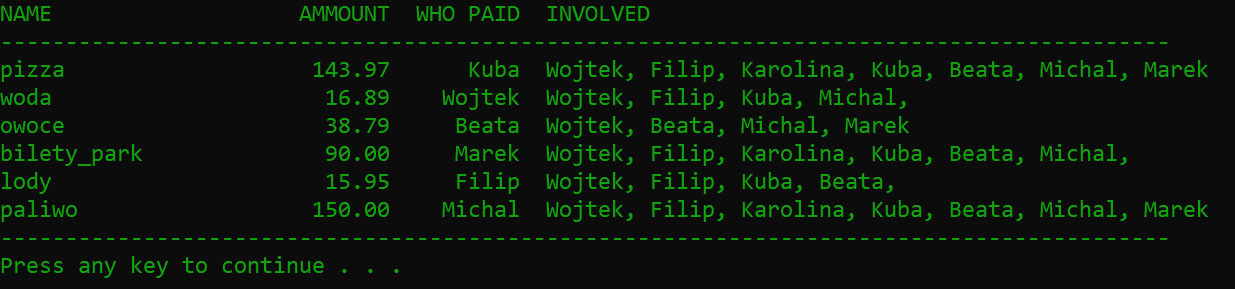 NAME                   AMMOUNT  WHO PAID  INVOLVED
------------------------------------------------------------------------------------------
pizza                   143.97      Kuba  Wojtek, Filip, Karolina, Kuba, Beata, Michal, Marek
woda                     16.89    Wojtek  Wojtek, Filip, Kuba, Michal,
owoce                    38.79     Beata  Wojtek, Beata, Michal, Marek
bilety_park              90.00     Marek  Wojtek, Filip, Karolina, Kuba, Beata, Michal,
lody                     15.95     Filip  Wojtek, Filip, Kuba, Beata,
paliwo                  150.00    Michal  Wojtek, Filip, Karolina, Kuba, Beata, Michal, Marek
------------------------------------------------------------------------------------------
Press any key to continue . . .